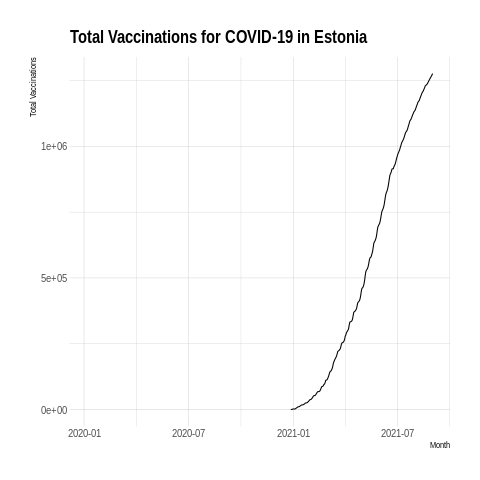 Total Vaccinations for COVID-19 in Estonia
Total Vaccinations
1e+06
5e+05
0e+00
2020-01 2020-07 2021-01 2021-07
Month